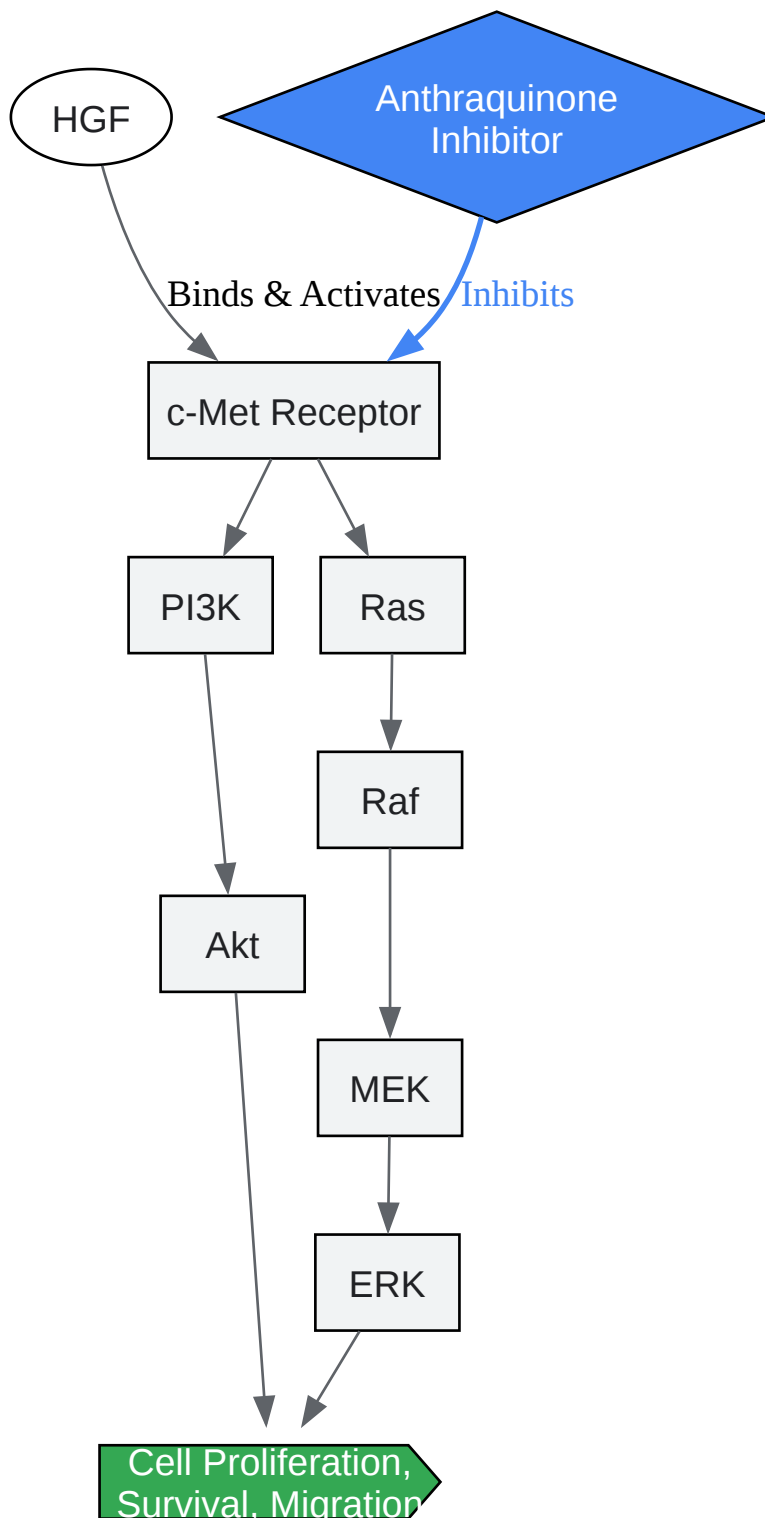 HGF
Anthraquinone
Inhibitor
Binds & Activates
Inhibits
c-Met Receptor
PI3K
Ras
Raf
Akt
MEK
ERK
Cell Proliferation,
Survival, Migration